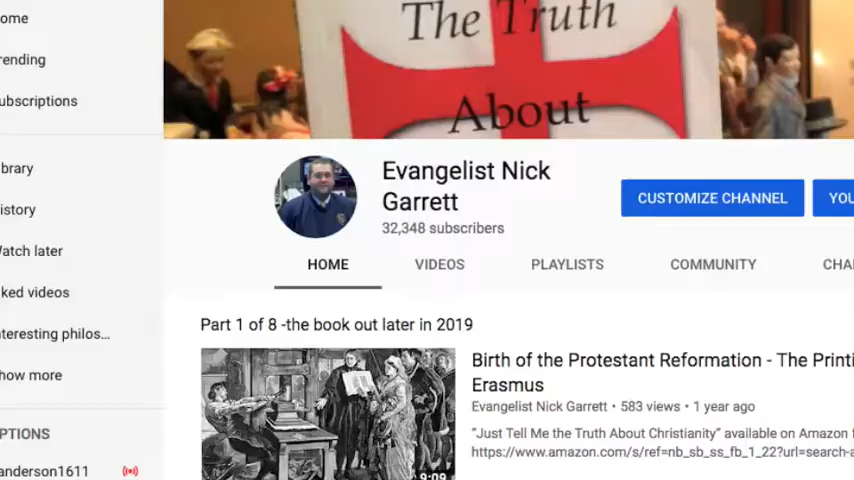 ome
The Truth
rending
About
ubscriptions
brary
Evangelist Nick
Garrett
CUSTOMIZE CHANNEL
YOU
istory
32,348 subscribers
Watch later
HOME
VIDEOS
PLAYLISTS
COMMUNITY
CHA
ked videos
Part 1 of 8 -the book out later in 2019
nteresting philos...
Birth of the Protestant Reformation - The Printi
how more
Erasmus
Evangelist Nick Garrett • 583 views • 1 year ago
PTIONS
"Just Tell Me the Truth About Christianity" available on Amazon f
https://www.amazon.com/s/ref=nb_sb_ss_fb_1_22?url=search-a
anderson1611
9:09